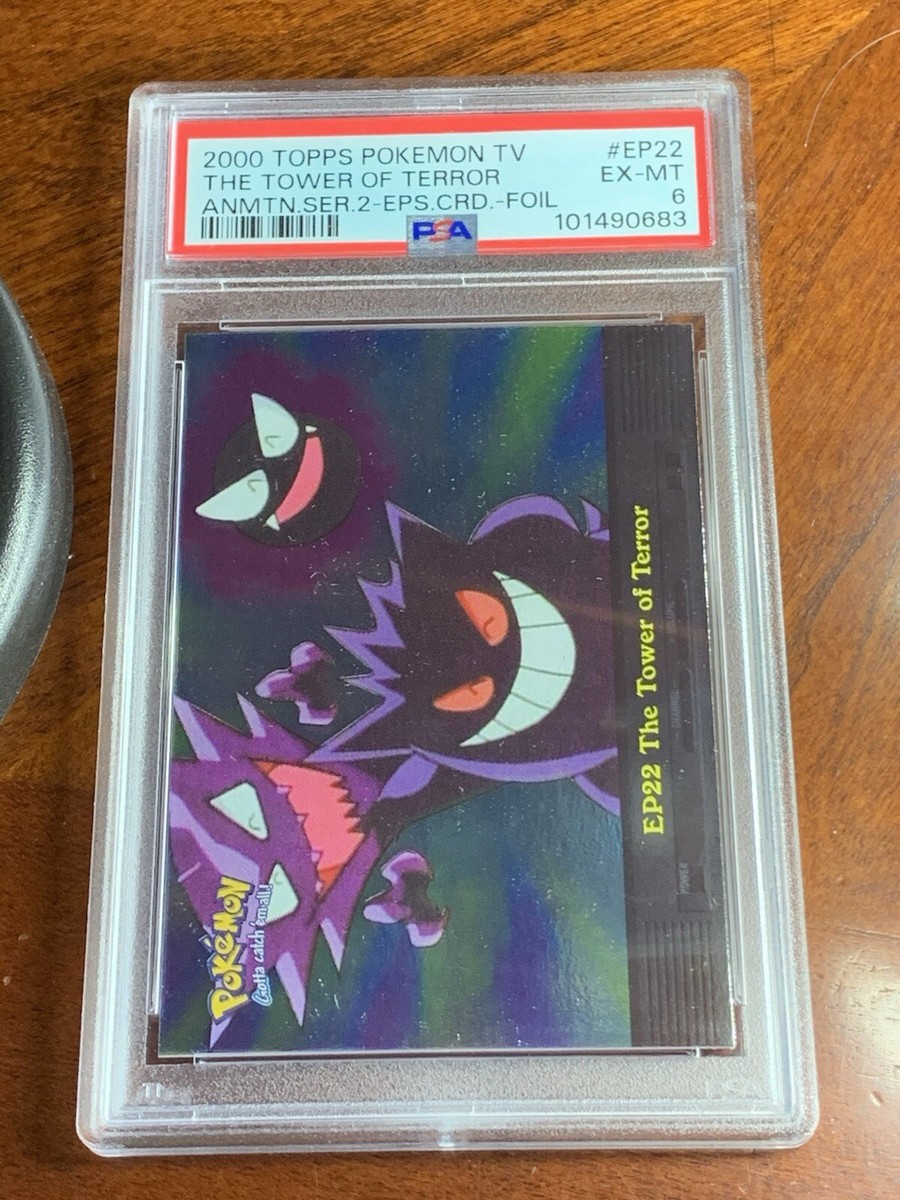 2000 TOPPS POKEMON TV #EP22
THE TOWER OF TERROR EX-MT
ANMTN.SER.2-EPS.CRD.-FOIL 6
PSA 101490683
EP22 The Tower of Terror
POKéMON
Gotta catch 'em all!
POWER